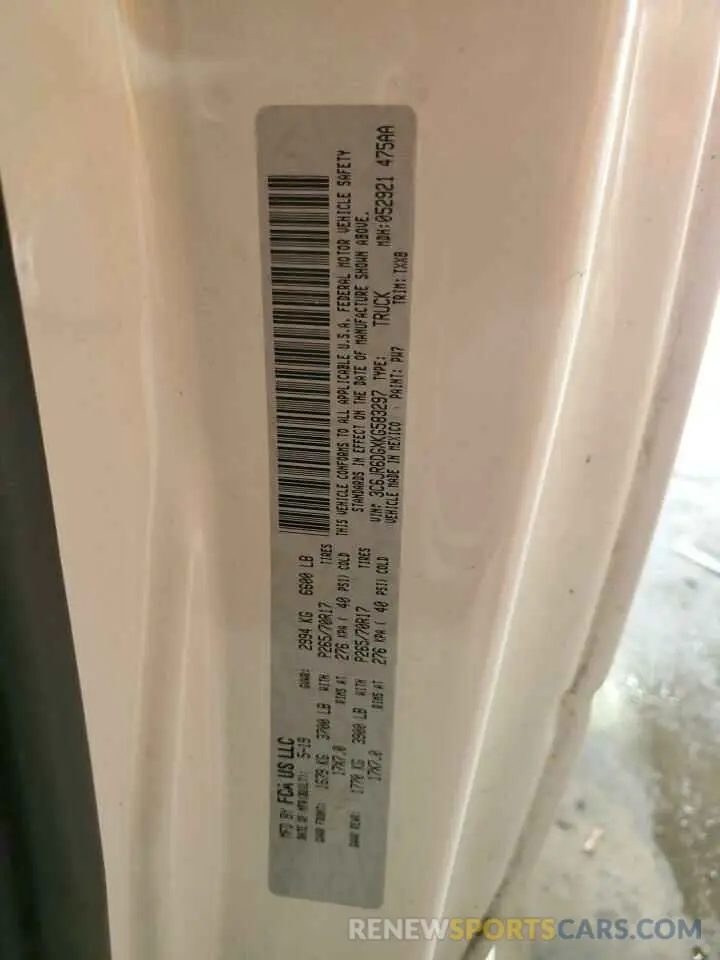 MFD BY FCA US LLC
DATE OF MFR(BUILT): 5-19 GVWR: 2994 KG 6600 LB
GAWR FRONT: 1679 KG 3700 LB WITH P265/70R17 TIRES
17X7.0 RIMS AT 276 KPA ( 40 PSI) COLD
GAWR REAR: 1770 KG 3900 LB WITH P265/70R17 TIRES
17X7.0 RIMS AT 276 KPA ( 40 PSI) COLD
THIS VEHICLE CONFORMS TO ALL APPLICABLE U.S.A. FEDERAL MOTOR VEHICLE SAFETY
STANDARDS IN EFFECT ON THE DATE OF MANUFACTURE SHOWN ABOVE.
VIN: 3C6JR6DGXKG583297 TYPE: TRUCK MDH:052921 475AA
VEHICLE MADE IN MEXICO PAINT: PW7 TRIM: TXX8
RENEWSPORTSCARS.COM